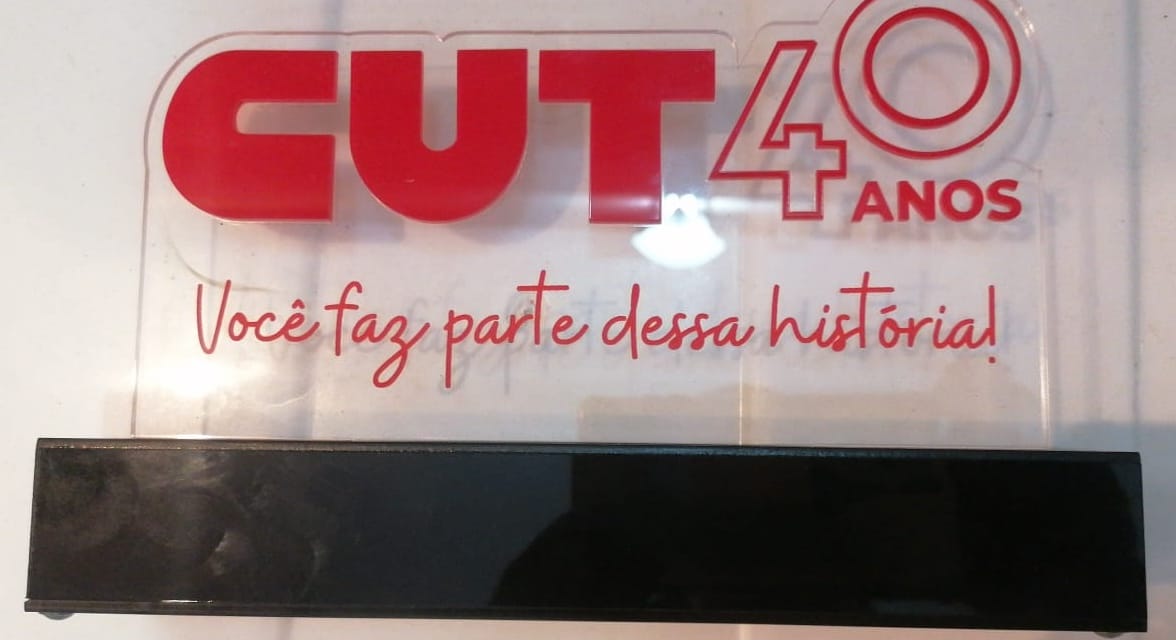 CUT 40 ANOS
Você faz parte dessa história!